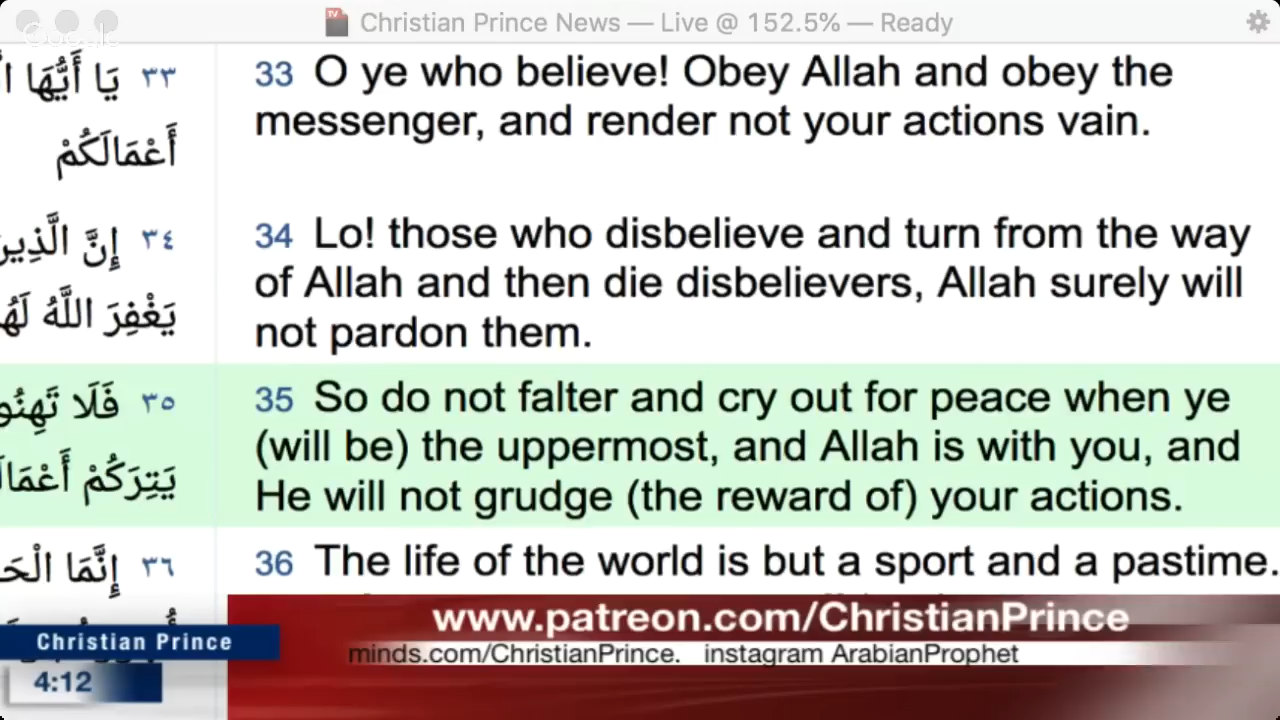 Christian Prince News — Live @ 152.5% — Ready
Google
33 O ye who believe! Obey Allah and obey the
messenger, and render not your actions vain.
٣٣ يَا أَيُّهَا
أَعْمَالَكُمْ
34 Lo! those who disbelieve and turn from the way
of Allah and then die disbelievers, Allah surely will
not pardon them.
٣٤ إِنَّ الَّذِينَ
يَغْفِرَ اللَّهُ
35 So do not falter and cry out for peace when ye
(will be) the uppermost, and Allah is with you, and
He will not grudge (the reward of) your actions.
٣٥ فَلَا
يَتِرَكُمْ
36 The life of the world is but a sport and a pastime.
٣٦ إِنَّمَا
www.patreon.com/ChristianPrince
minds.com/ChristianPrince. instagram ArabianProphet
Christian Prince
4:12